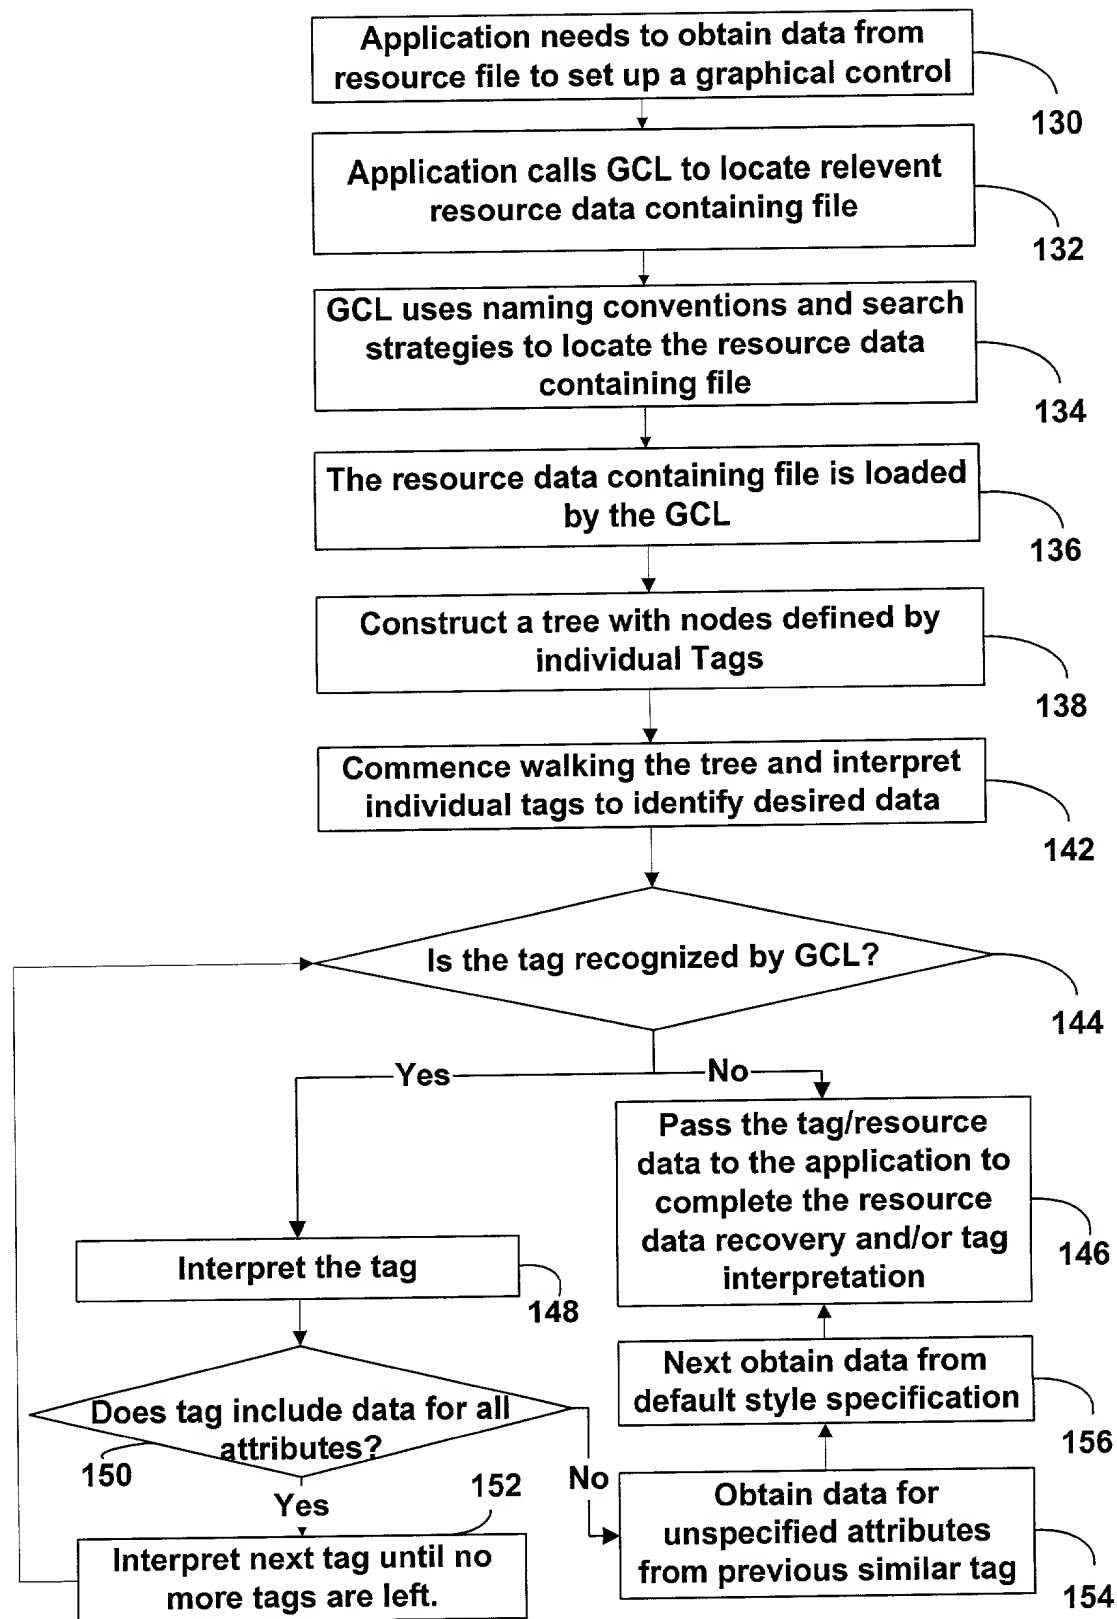 Application needs to obtain data from
resource file to set up a graphical control
130
Application calls GCL to locate relevent
resource data containing file
132
GCL uses naming conventions and search
strategies to locate the resource data
containing file
134
The resource data containing file is loaded
by the GCL
136
Construct a tree with nodes defined by
individual Tags
138
Commence walking the tree and interpret
individual tags to identify desired data
142
Is the tag recognized by GCL?
144
Yes
No
Pass the tag/resource
data to the application to
complete the resource
data recovery and/or tag
interpretation
146
Interpret the tag
148
Next obtain data from
default style specification
156
Does tag include data for all
attributes?
150
Yes
152
No
Obtain data for
unspecified attributes
from previous similar tag
154
Interpret next tag until no
more tags are left.